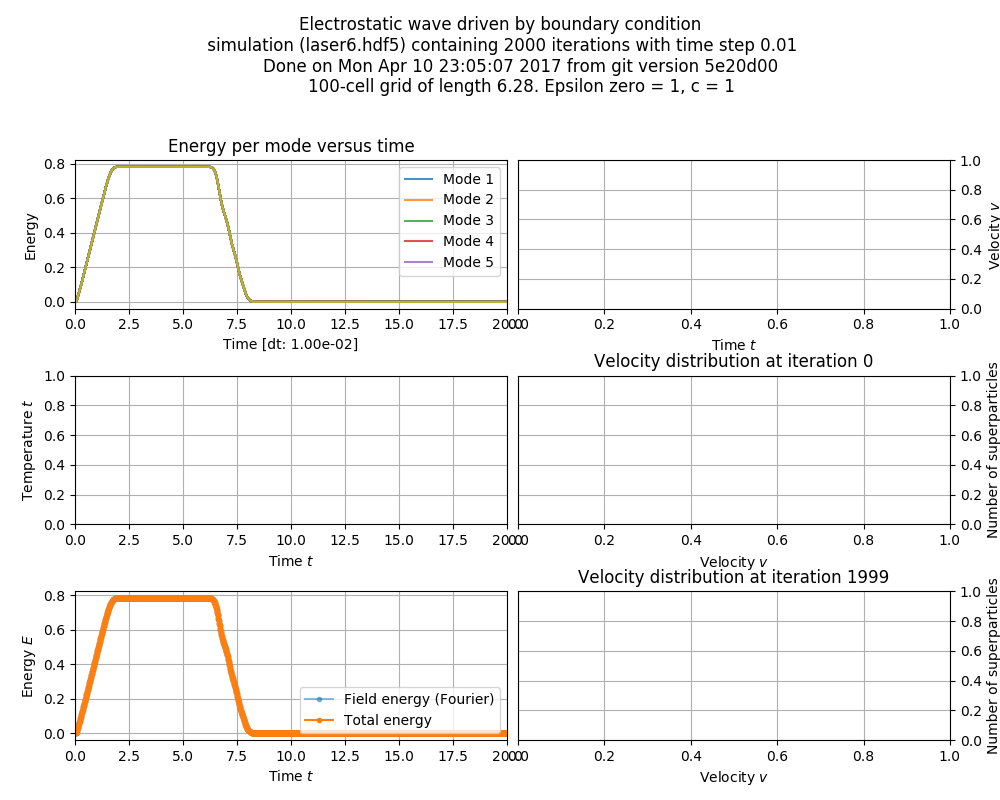 Electrostatic wave driven by boundary condition
simulation (laser6.hdf5) containing 2000 iterations with time step 0.01
Done on Mon Apr 10 23:05:07 2017 from git version 5e20d00
100-cell grid of length 6.28. Epsilon zero = 1, c = 1
Energy per mode versus time
Energy
0.8
0.6
0.4
0.2
0.0
Mode 1
Mode 2
Mode 3
Mode 4
Mode 5
0.0 2.5 5.0 7.5 10.0 12.5 15.0 17.5 20.0
Time [dt: 1.00e-02]
1.0
0.8
0.6
0.4
0.2
0.0
Velocity v
0.0 0.2 0.4 0.6 0.8 1.0
Time t
Temperature t
1.0
0.8
0.6
0.4
0.2
0.0
0.0 2.5 5.0 7.5 10.0 12.5 15.0 17.5 20.0
Time t
Velocity distribution at iteration 0
1.0
0.8
0.6
0.4
0.2
0.0
Number of superparticles
0.0 0.2 0.4 0.6 0.8 1.0
Velocity v
Energy E
0.8
0.6
0.4
0.2
0.0
Field energy (Fourier)
Total energy
0.0 2.5 5.0 7.5 10.0 12.5 15.0 17.5 20.0
Time t
Velocity distribution at iteration 1999
1.0
0.8
0.6
0.4
0.2
0.0
Number of superparticles
0.0 0.2 0.4 0.6 0.8 1.0
Velocity v